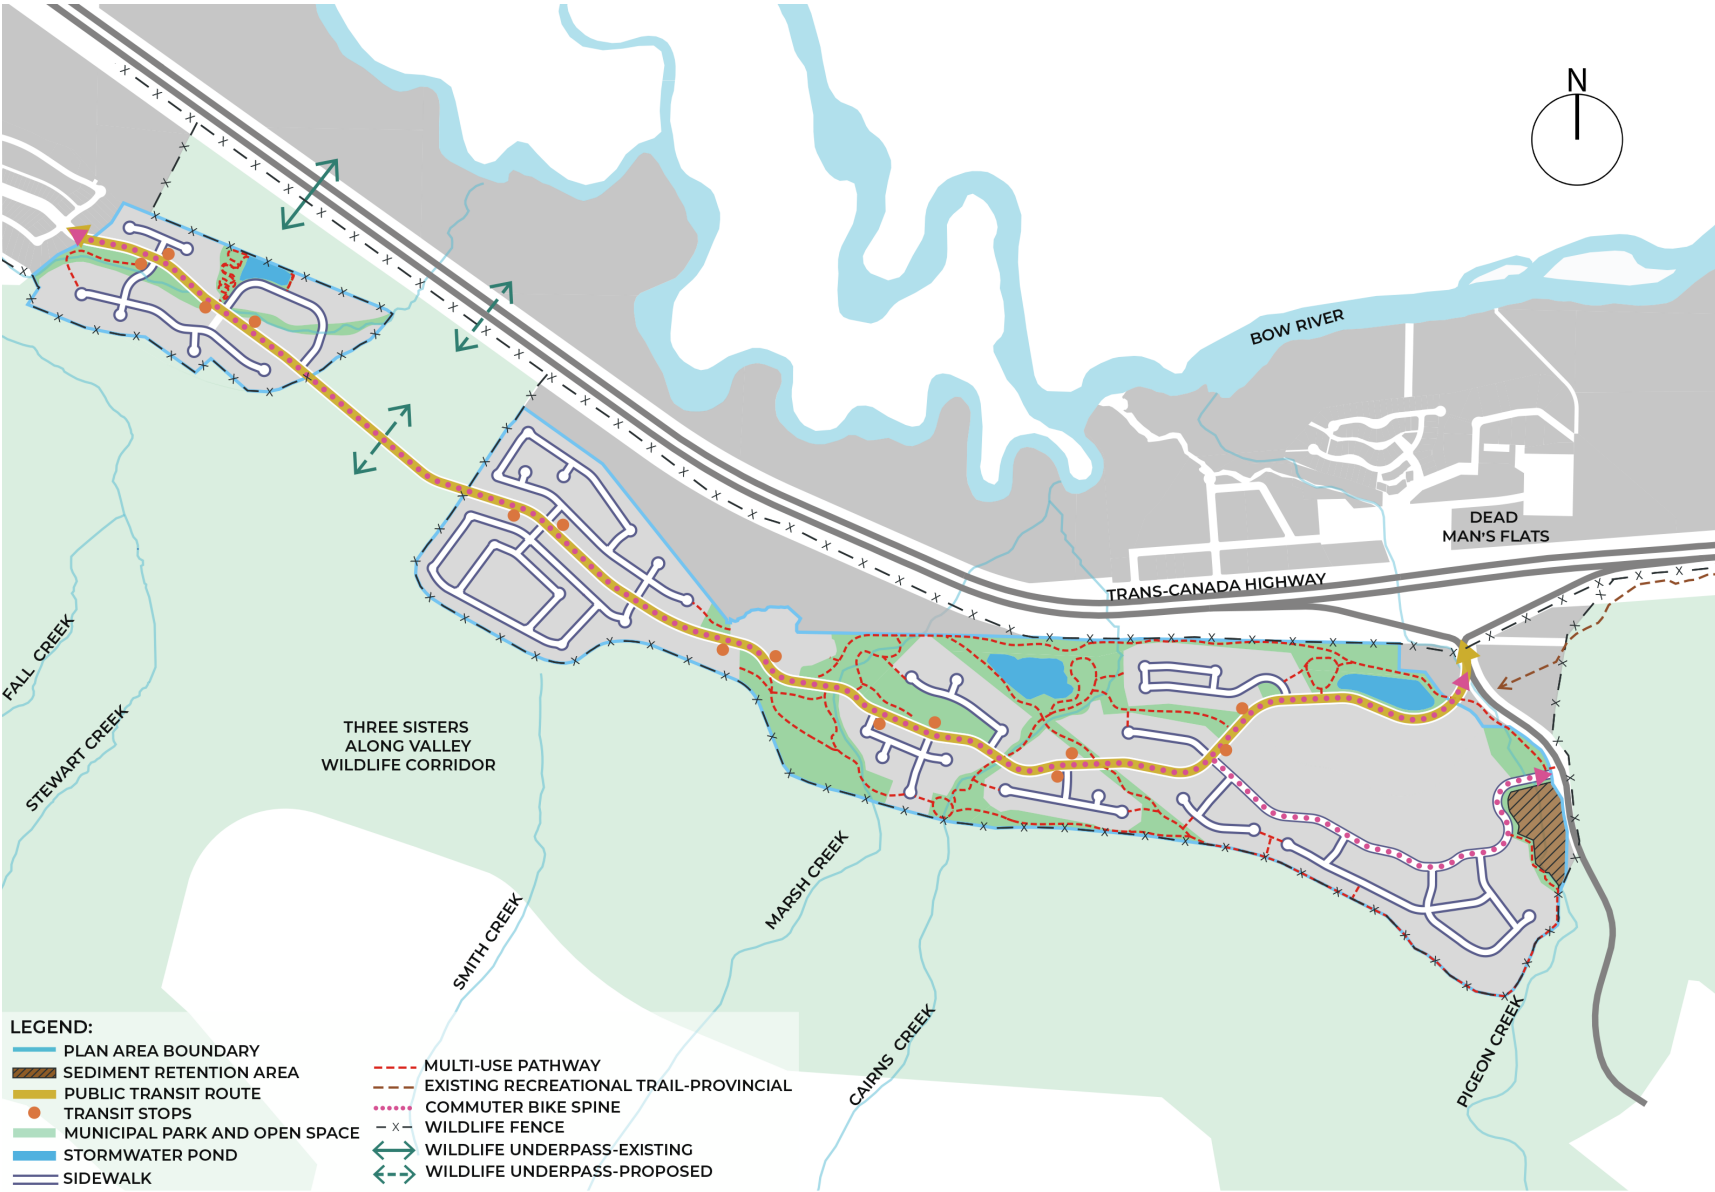 N
BOW RIVER
DEAD
MAN'S FLATS
TRANS-CANADA HIGHWAY
FALL CREEK
STEWART CREEK
THREE SISTERS
ALONG VALLEY
WILDLIFE CORRIDOR
SMITH CREEK
MARSH CREEK
CAIRNS CREEK
PIGEON CREEK
LEGEND:
PLAN AREA BOUNDARY
SEDIMENT RETENTION AREA
PUBLIC TRANSIT ROUTE
TRANSIT STOPS
MUNICIPAL PARK AND OPEN SPACE
STORMWATER POND
SIDEWALK
MULTI-USE PATHWAY
EXISTING RECREATIONAL TRAIL-PROVINCIAL
COMMUTER BIKE SPINE
WILDLIFE FENCE
WILDLIFE UNDERPASS-EXISTING
WILDLIFE UNDERPASS-PROPOSED